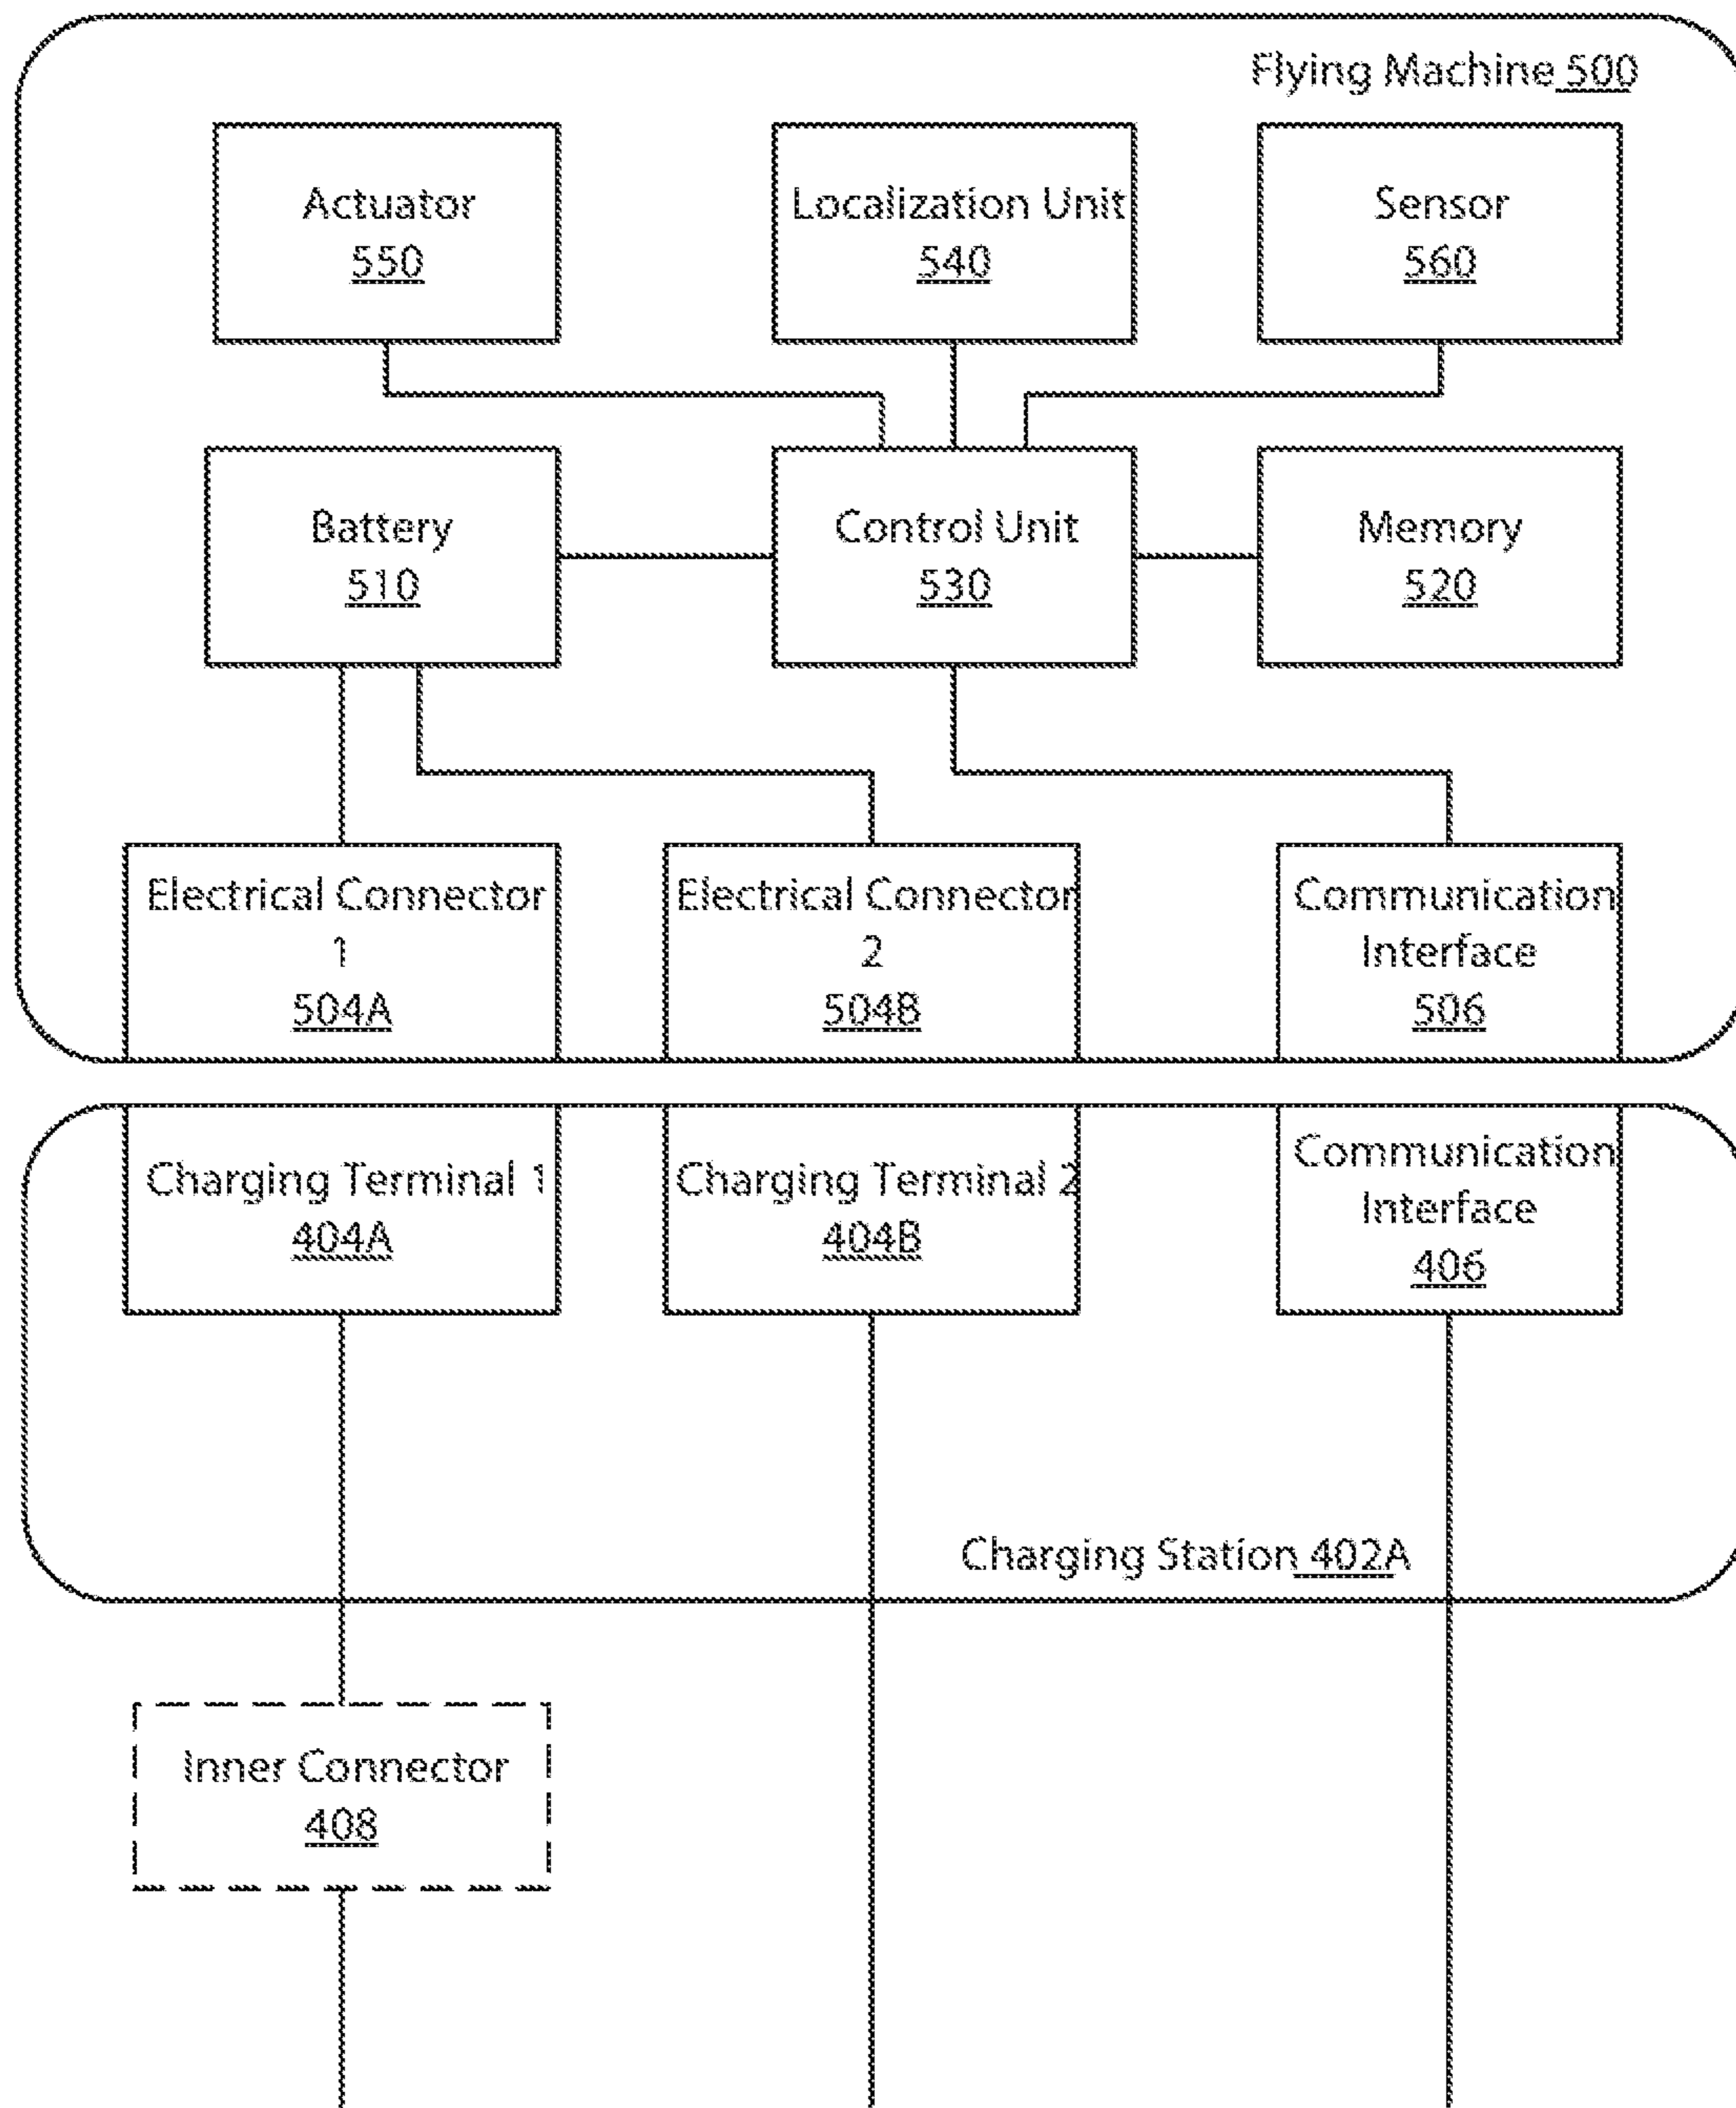 Flying Machine 500
Actuator
550
Localization Unit
540
Sensor
560
Battery
510
Control Unit
530
Memory
520
Electrical Connector
1
504A
Electrical Connector
2
504B
Communication
Interface
506
Charging Terminal 1
404A
Charging Terminal 2
404B
Communication
Interface
406
Charging Station 402A
Inner Connector
408